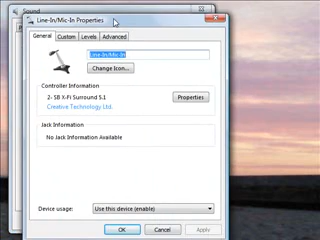 Sound
Line-In/Mic-In Properties
General
Custom
Levels
Advanced
Line-In/Mic-In
Change Icon...
Controller Information
2- SB X-Fi Surround 5.1
Properties
Creative Technology Ltd.
Jack Information
No Jack Information Available
Device usage:
Use this device (enable)
OK
Cancel
Apply